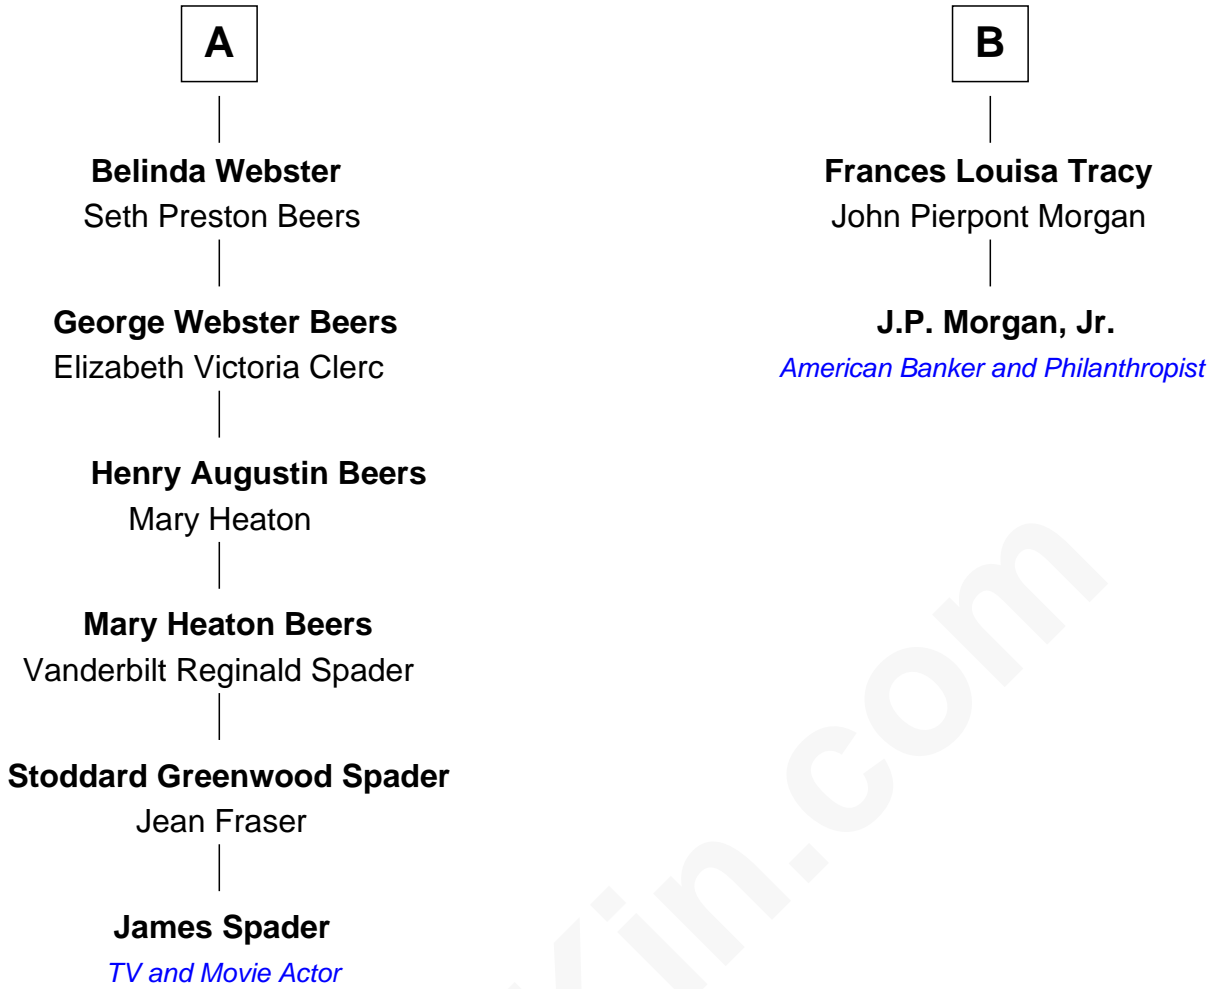 A
Belinda Webster
Seth Preston Beers
George Webster Beers
Elizabeth Victoria Clerc
Henry Augustin Beers
Mary Heaton
Mary Heaton Beers
Vanderbilt Reginald Spader
Stoddard Greenwood Spader
Jean Fraser
James Spader
TV and Movie Actor
B
Frances Louisa Tracy
John Pierpont Morgan
J.P. Morgan, Jr.
American Banker and Philanthropist
Kin.com